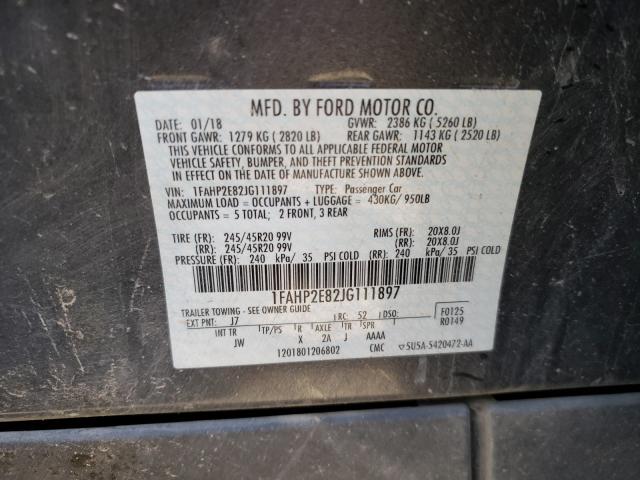 MFD. BY FORD MOTOR CO.
DATE: 01/18 GVWR: 2386 KG ( 5260 LB)
FRONT GAWR: 1279 KG ( 2820 LB) REAR GAWR: 1143 KG ( 2520 LB)
THIS VEHICLE CONFORMS TO ALL APPLICABLE FEDERAL MOTOR
VEHICLE SAFETY, BUMPER, AND THEFT PREVENTION STANDARDS
IN EFFECT ON THE DATE OF MANUFACTURE SHOWN ABOVE.
VIN: 1FAHP2E82JG111897 TYPE: Passenger Car
MAXIMUM LOAD = OCCUPANTS + LUGGAGE = 430KG/ 950LB
OCCUPANTS = 5 TOTAL; 2 FRONT, 3 REAR
TIRE (FR): 245/45R20 99V RIMS (FR): 20X8.0J
(RR): 245/45R20 99V (RR): 20X8.0J
PRESSURE (FR): 240 kPa/ 35 PSI COLD (RR): 240 kPa/ 35 PSI COLD
1FAHP2E82JG111897
TRAILER TOWING - SEE OWNER GUIDE
EXT PNT: J7 RC: 52 DSO: F0125
R0149
INT TR TP/PS R AXLE TR SPR
JW X 2A J AAAA
1201801206802 CMC 5U5A-5420472-AA